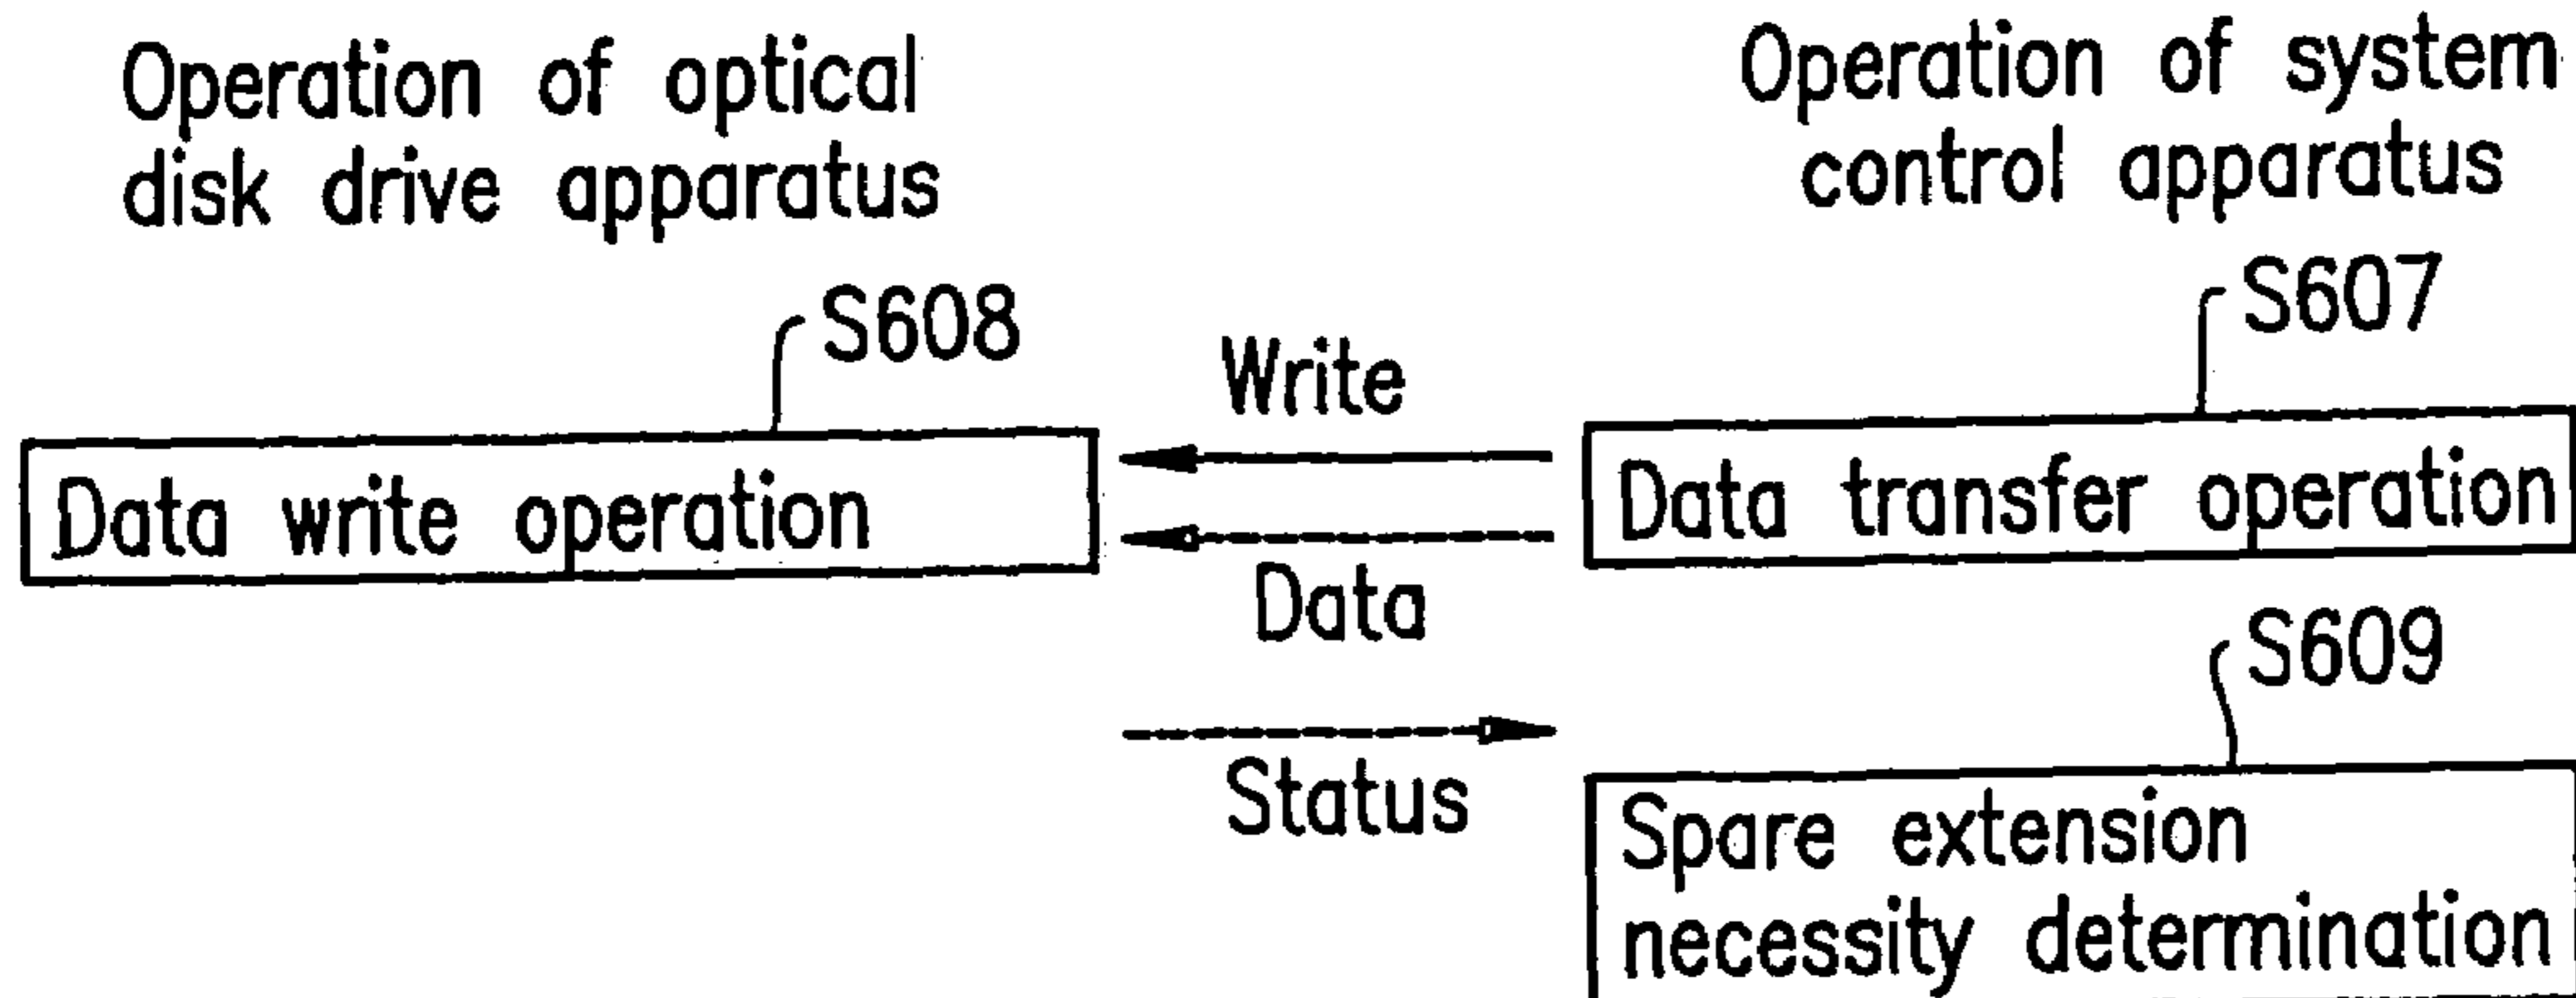 Operation of optical
disk drive apparatus
Operation of system
control apparatus
S608
S607
Write
Data write operation
Data transfer operation
Data
S609
Status
Spare extension
necessity determination